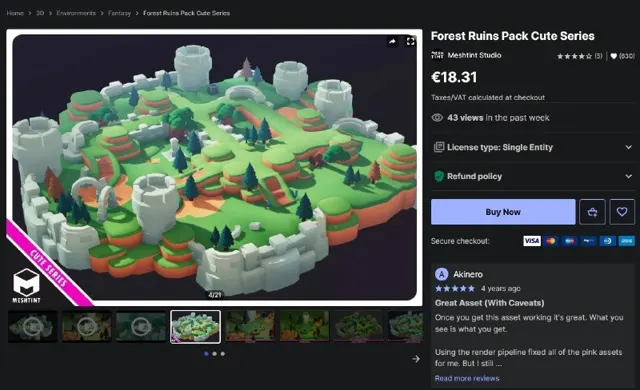 Home > 3D > Environments > Fantasy > Forest Ruins Pack Cute Series
Forest Ruins Pack Cute Series
Meshtint Studio
(5) | (830)
€18.31
Taxes/VAT calculated at checkout
43 views in the past week
License type: Single Entity
Refund policy
Buy Now
Secure checkout:
VISA
CUTE SERIES
MESHTINT
4/21
A Akinero
4 years ago
Great Asset (With Caveats)
Once you get this asset working it's great. What you
see is what you get.
Using the render pipeline fixed all of the pink assets
for me. But I still ...
Read more reviews